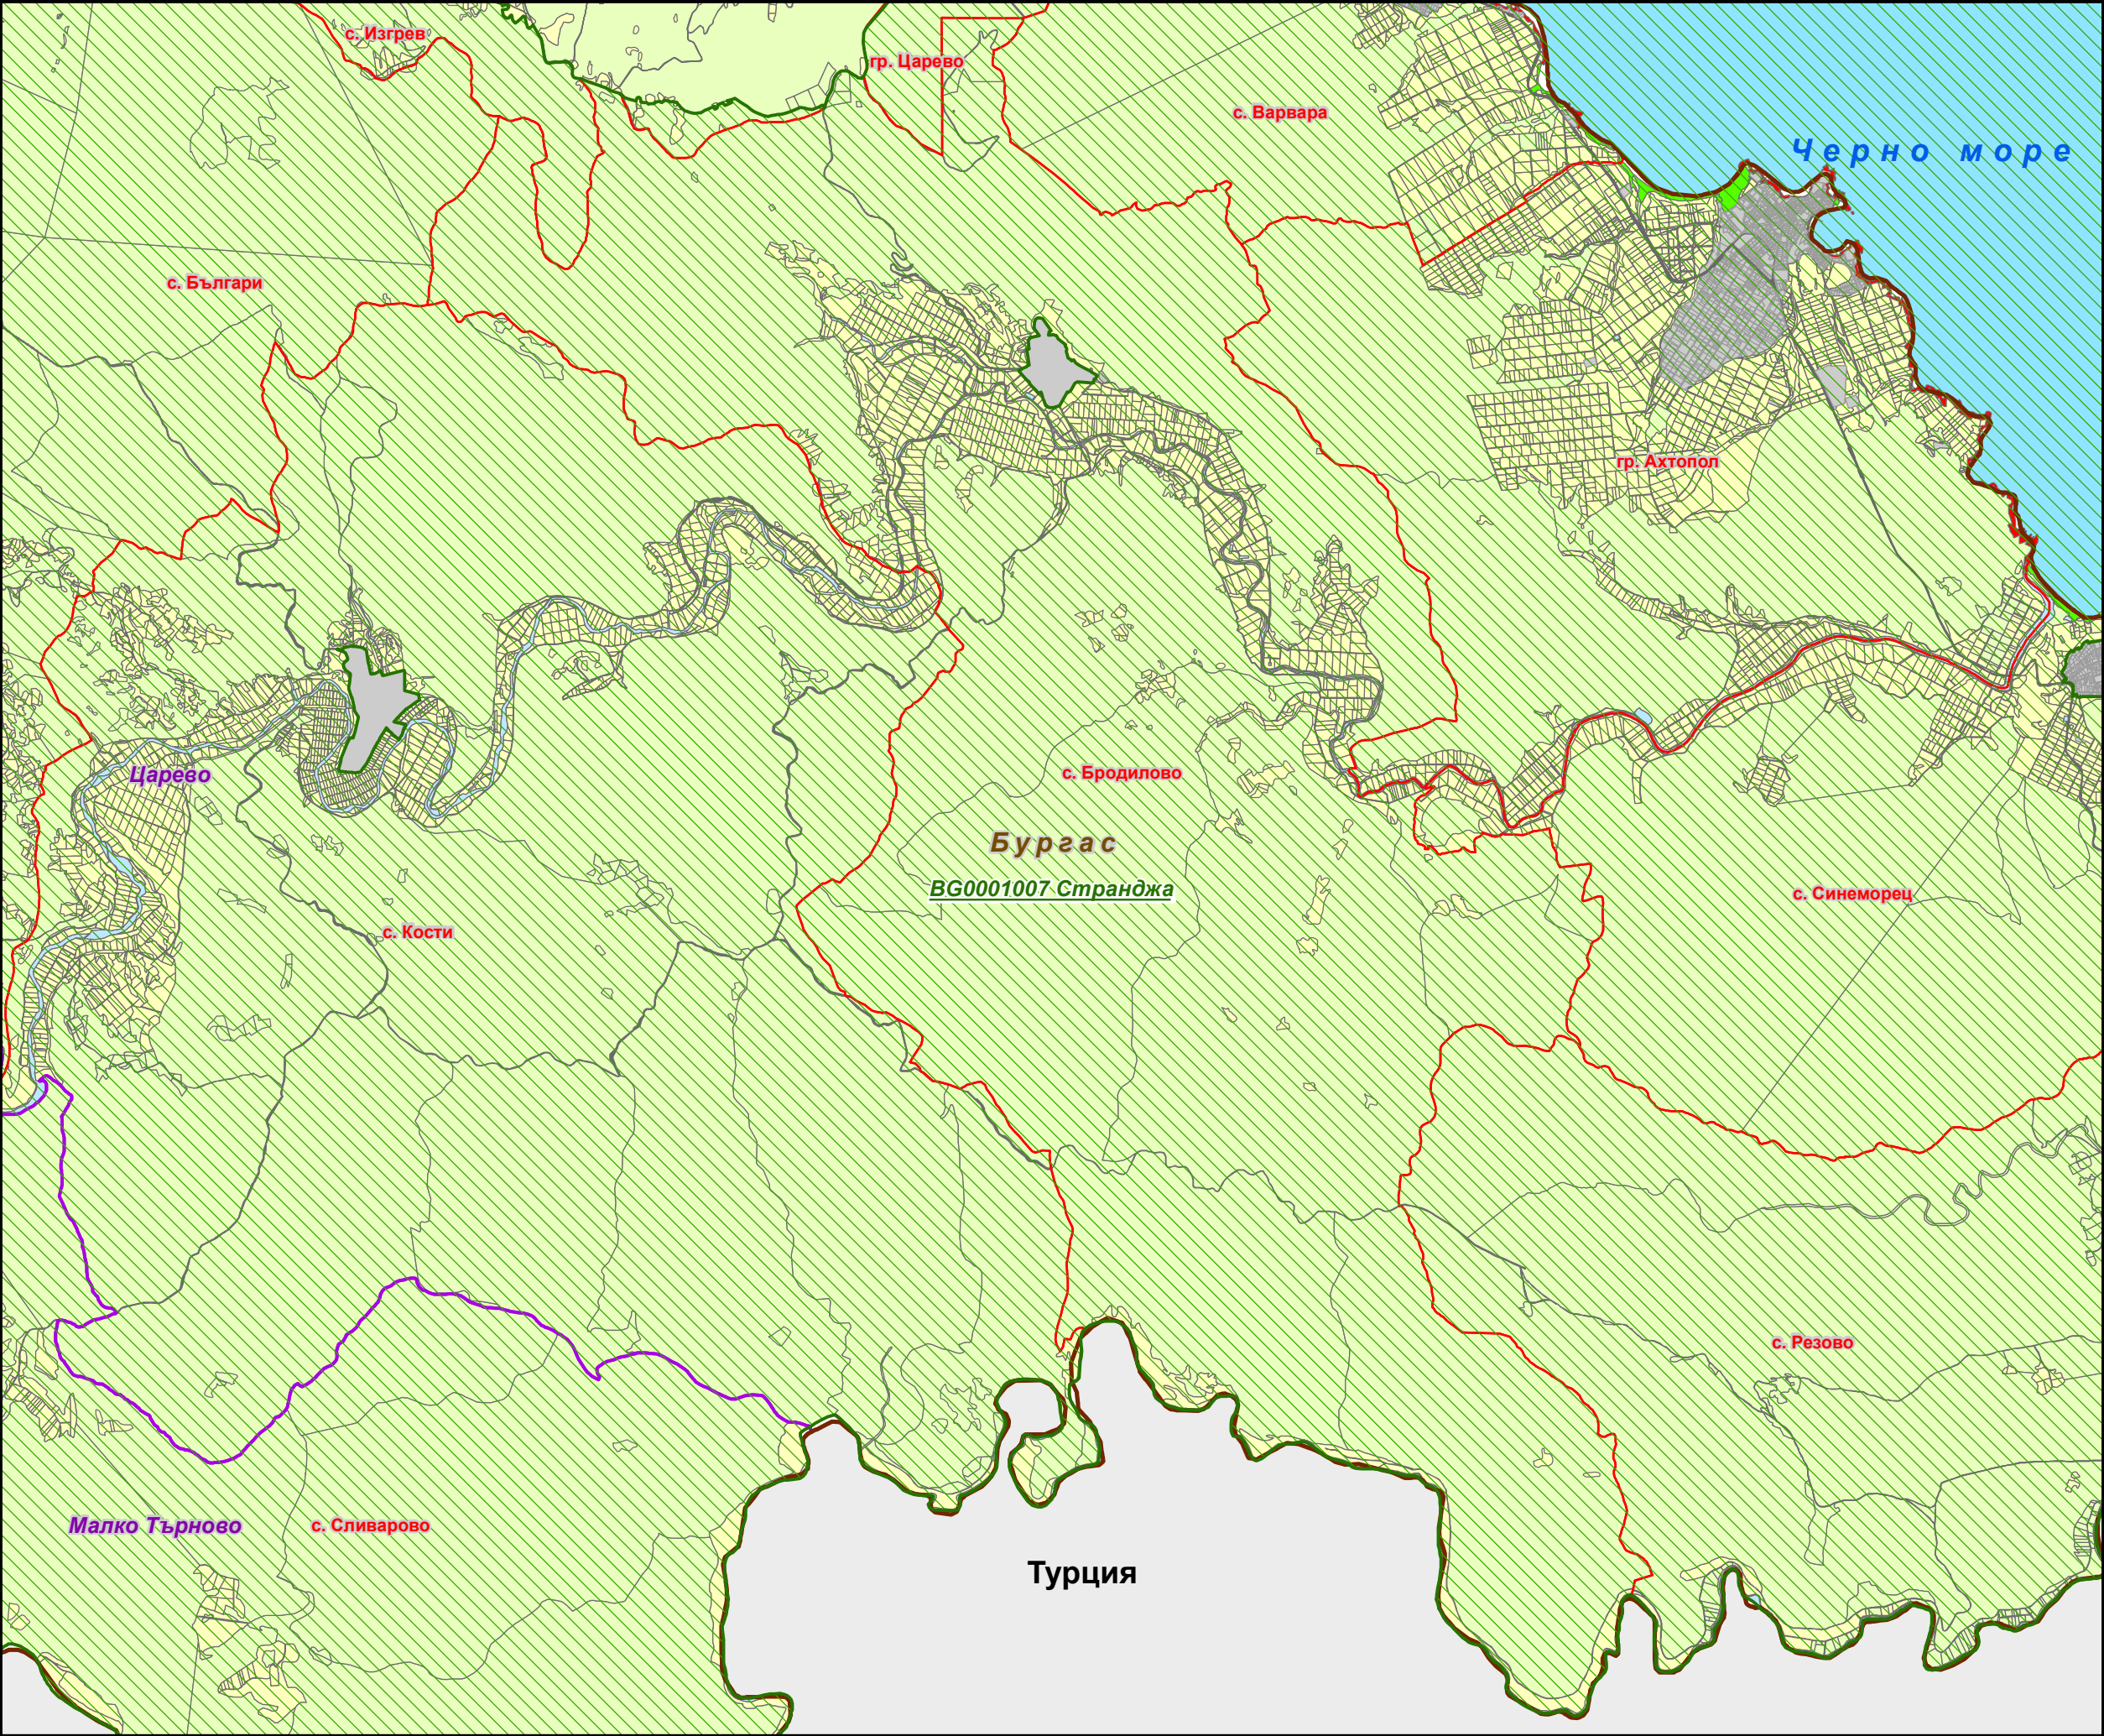 с. Изгрев
гр. Царево
с. Варвара
Черно море
с. Българи
гр. Ахтопол
Царево
с. Бродилово
Бургас
BG0001007 Странджа
с. Синеморец
с. Кости
с. Резово
Малко Търново
с. Сливарово
Турция